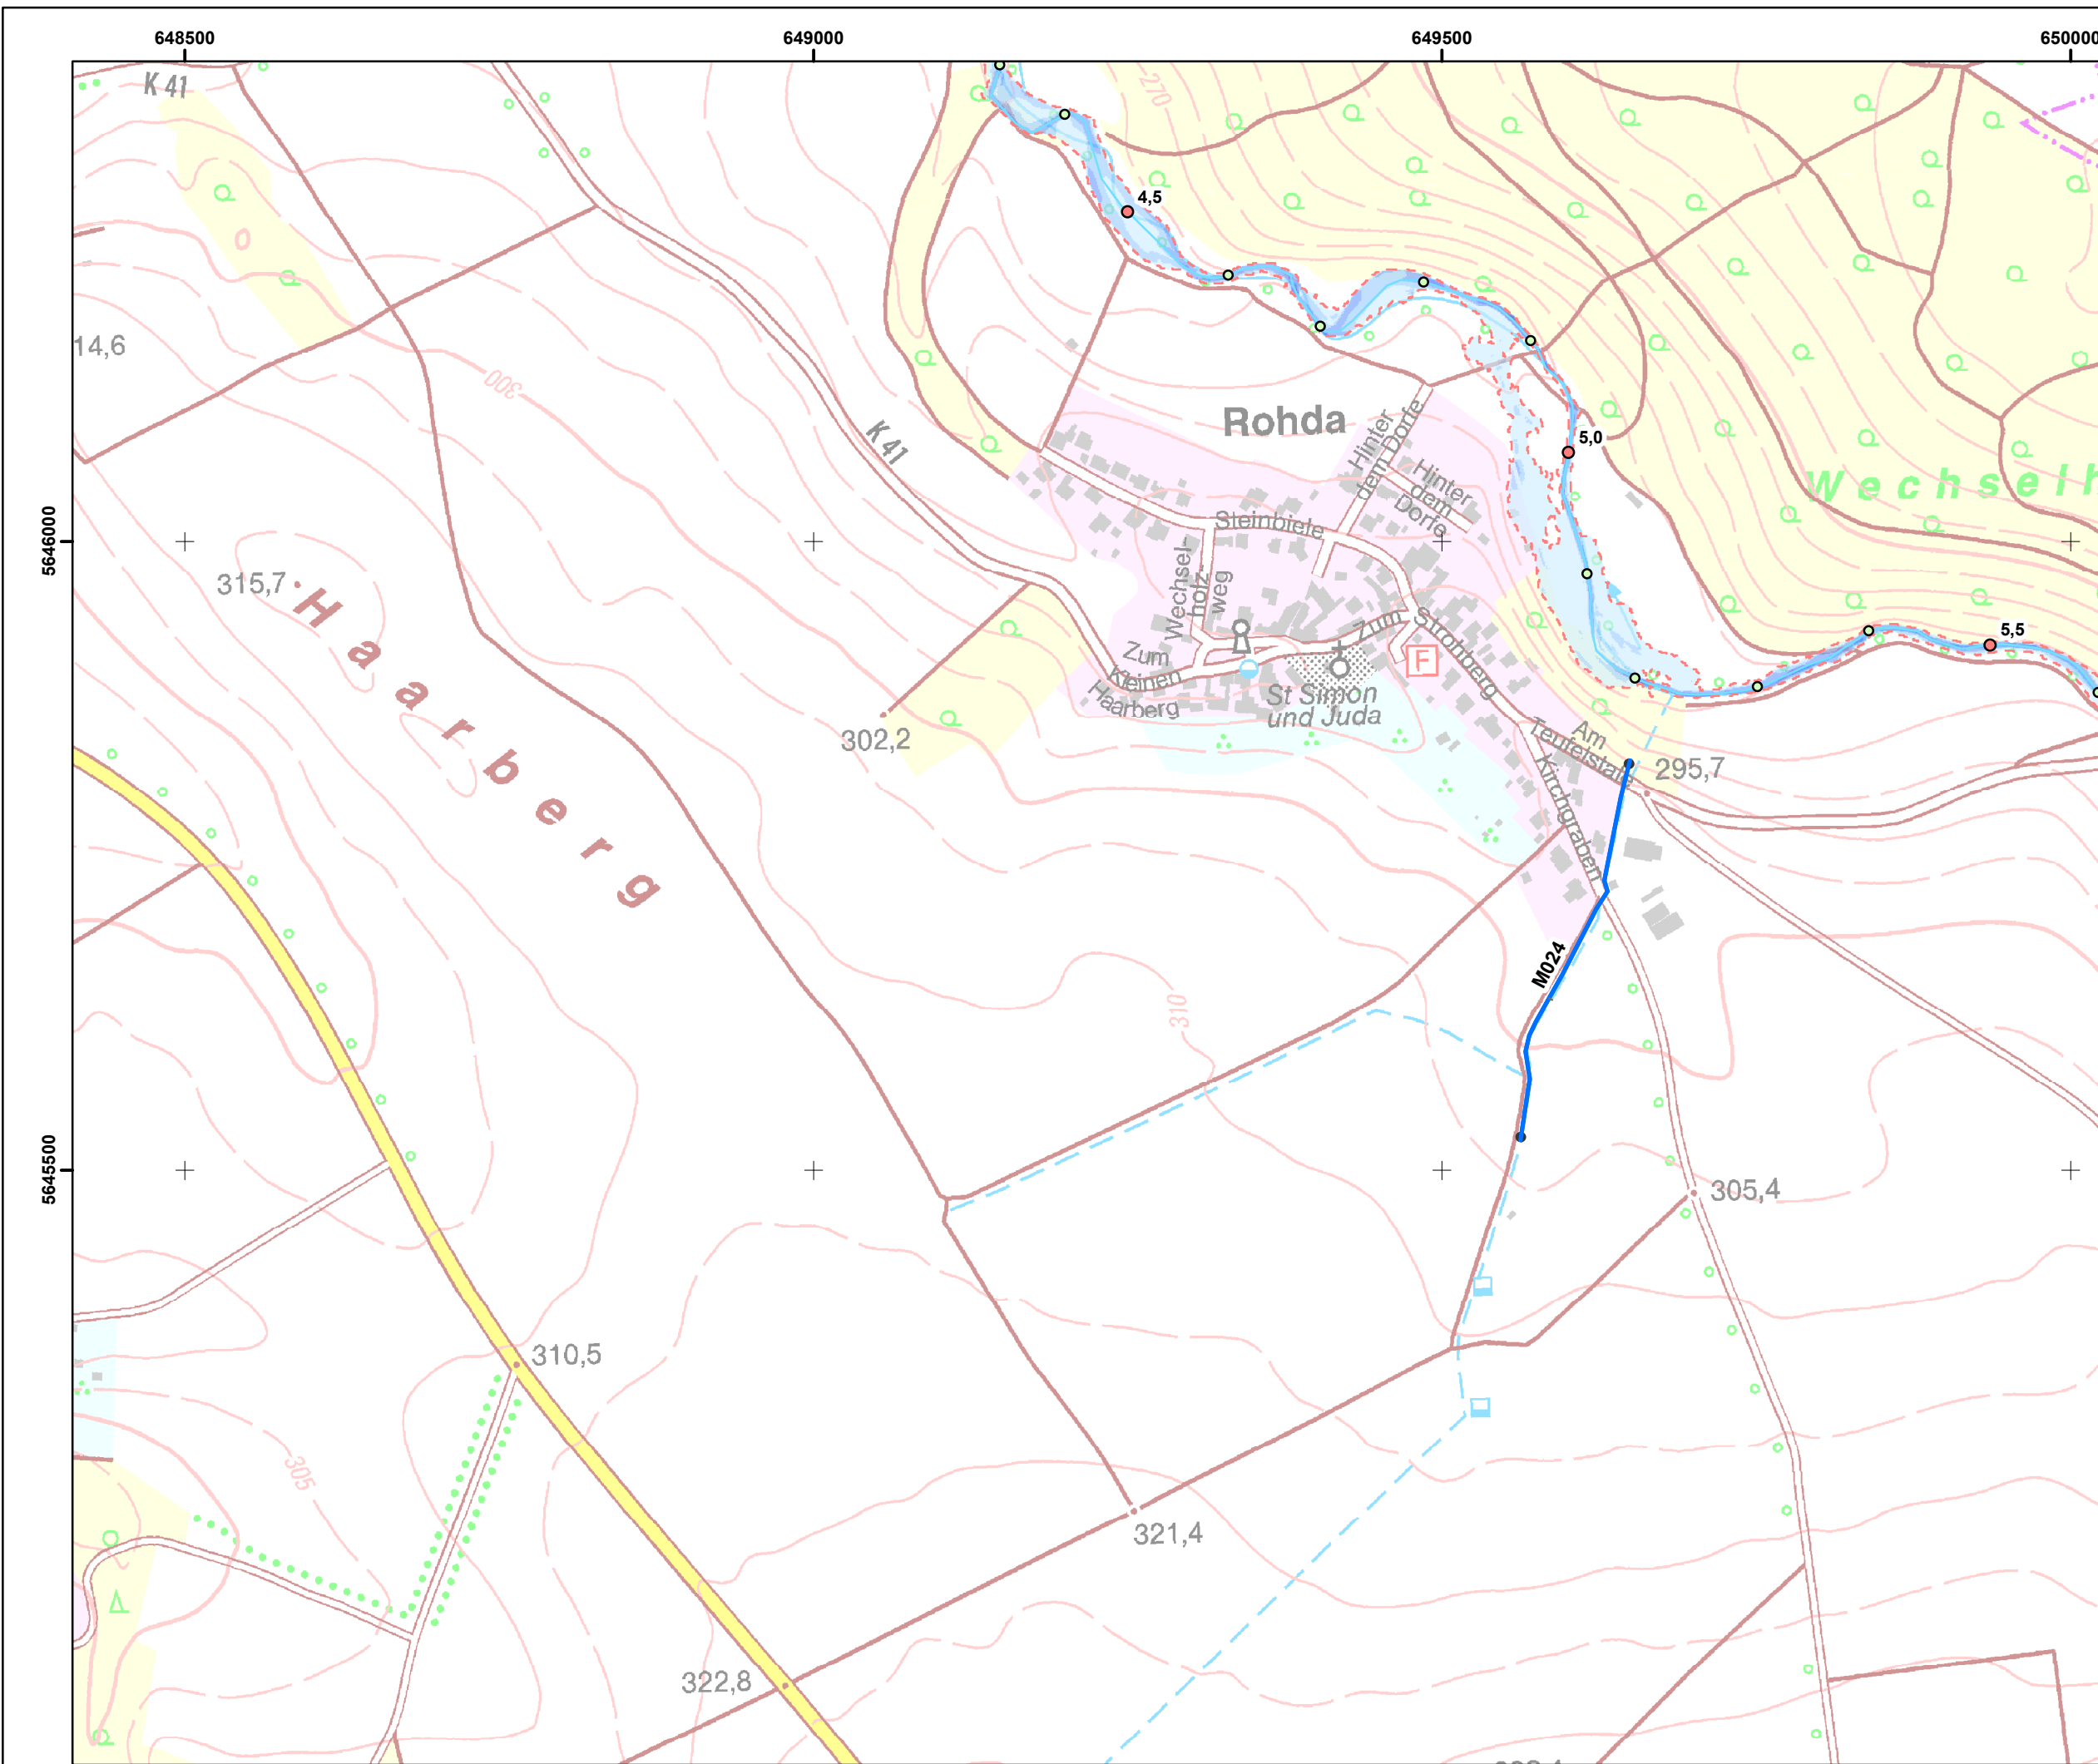 648500
649000
649500
650000
K 41
270
4,5
14,6
300
K 41
Rohda
Hinter
dem Dorfe
Hinter
dem
Dorfe
5,0
Wechselh
5646000
Steinbiele
Wechsel-
holz-
weg
315,7
Haarberg
Zum
Kleinen
Haarberg
Zum
Strohberg
F
St Simon
und Juda
5,5
302,2
Am
Teufelstale
295,7
Kirchgraben
M024
310
5645500
305,4
310,5
305
321,4
322,8